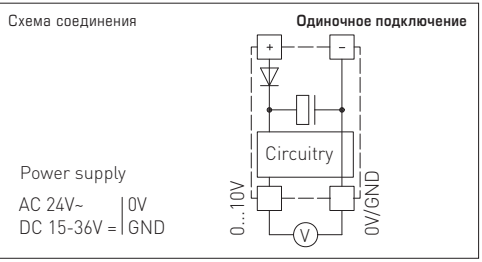 Схема соединения
Одиночное подключение
+ −
Circuitry
Power supply
AC 24V~ | 0V
DC 15-36V = | GND
0...10V
0V/GND
V